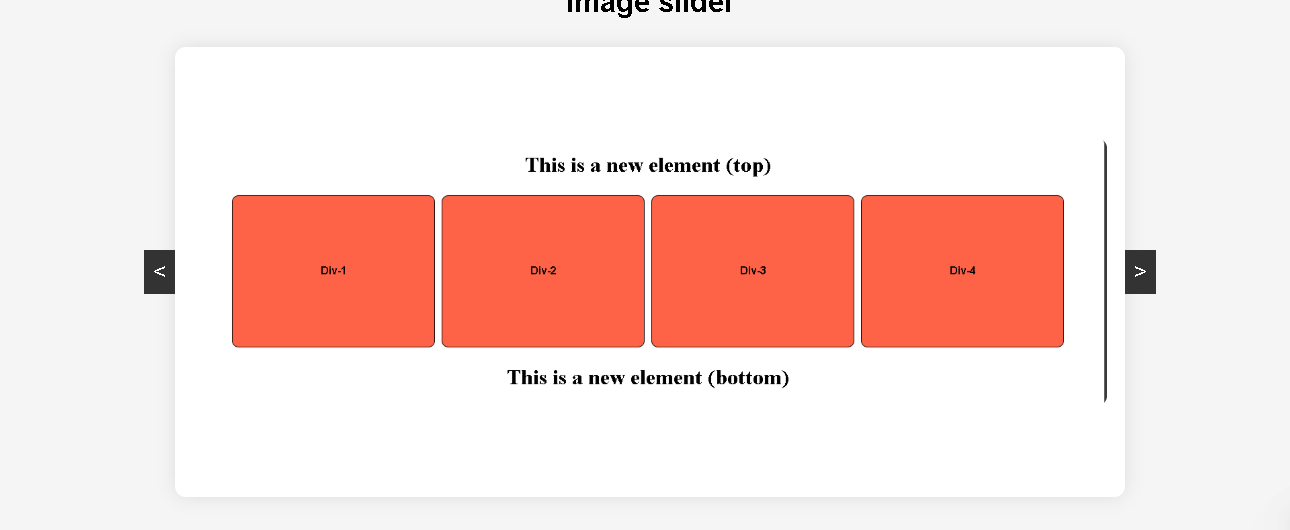 Image slider
This is a new element (top)
Div-1 Div-2 Div-3 Div-4
< >
This is a new element (bottom)